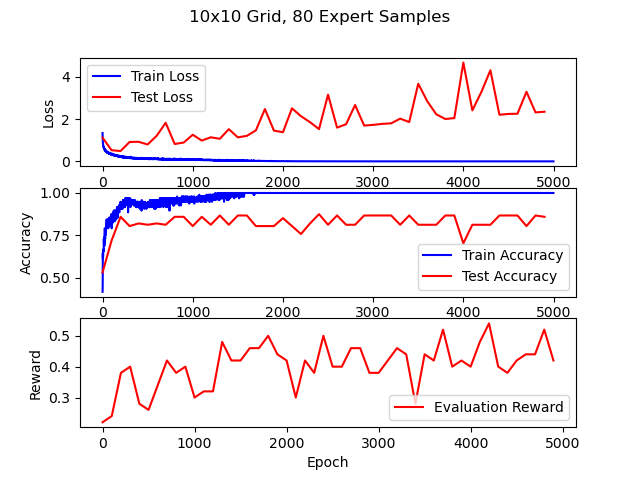 10x10 Grid, 80 Expert Samples
Loss
4
2
0
Train Loss
Test Loss
0 1000 2000 3000 4000 5000
Accuracy
1.00
0.75
0.50
Train Accuracy
Test Accuracy
0 1000 2000 3000 4000 5000
Reward
0.5
0.4
0.3
Evaluation Reward
0 1000 2000 3000 4000 5000
Epoch